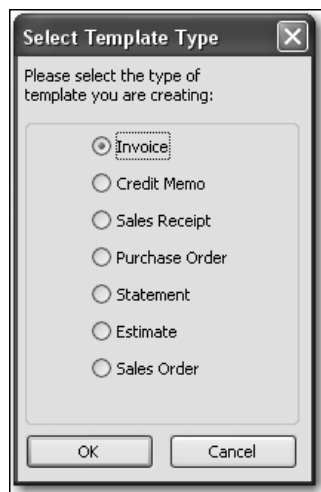 Select Template Type
Please select the type of
template you are creating:
Invoice
Credit Memo
Sales Receipt
Purchase Order
Statement
Estimate
Sales Order
OK
Cancel